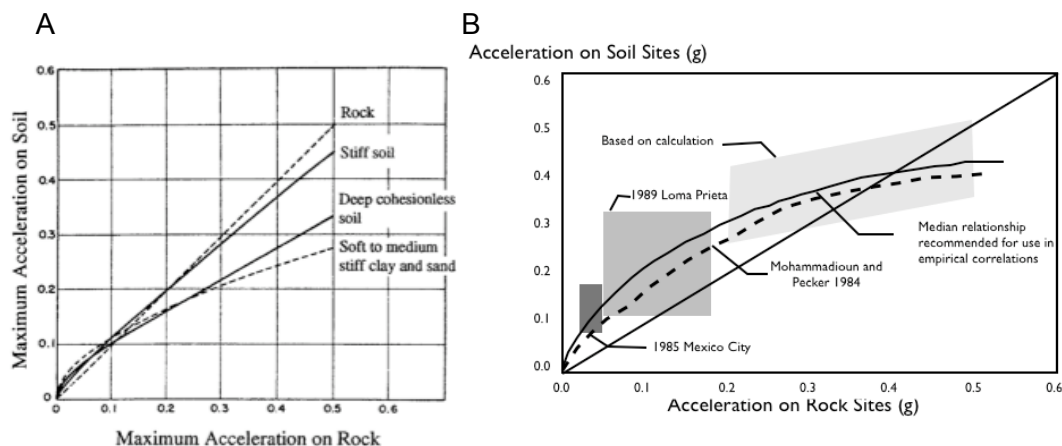 A
Maximum Acceleration on Soil
0.6
0.5
0.4
0.3
0.2
0.1
0
Rock
Stiff soil
Deep cohesionless
soil
Soft to medium
stiff clay and sand
0
0.1
0.2
0.3
0.4
0.5
0.6
Maximum Acceleration on Rock
B
Acceleration on Soil Sites (g)
0.6
0.5
0.4
0.3
0.2
0.1
0.0
Based on calculation
1989 Loma Prieta
Median relationship
recommended for use in
empirical correlations
Mohammadioun and
Pecker 1984
1985 Mexico City
0.0
0.1
0.2
0.3
0.4
0.5
0.6
Acceleration on Rock Sites (g)